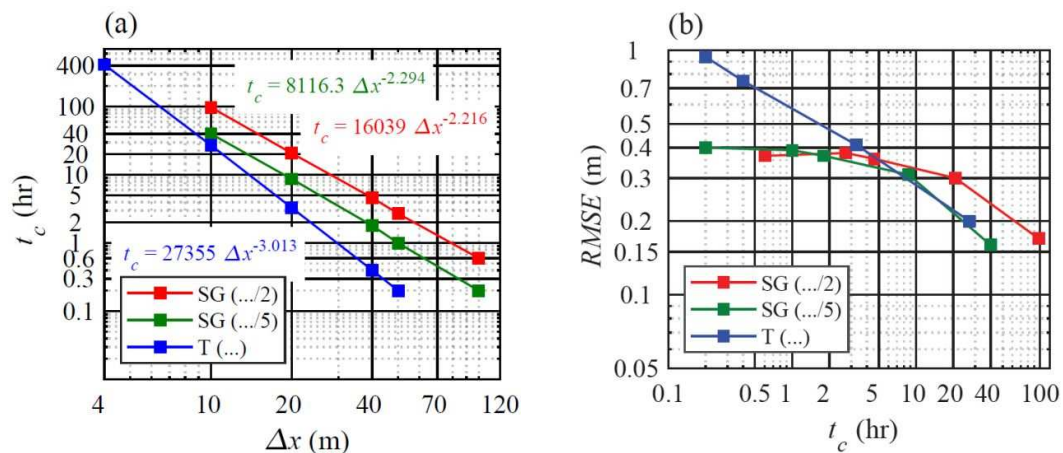 (a)
400
100
40
20
10
5
2
1
0.6
0.3
0.1
t_c (hr)
t_c = 8116.3 Δx^-2.294
t_c = 16039 Δx^-2.216
t_c = 27355 Δx^-3.013
SG (.../2)
SG (.../5)
T (...)
4 10 20 40 70 120
Δx (m)
(b)
1
0.7
0.5
0.4
0.3
0.2
0.15
0.1
0.05
RMSE (m)
SG (.../2)
SG (.../5)
T (...)
0.1 0.5 1 2 5 10 20 40 100
t_c (hr)